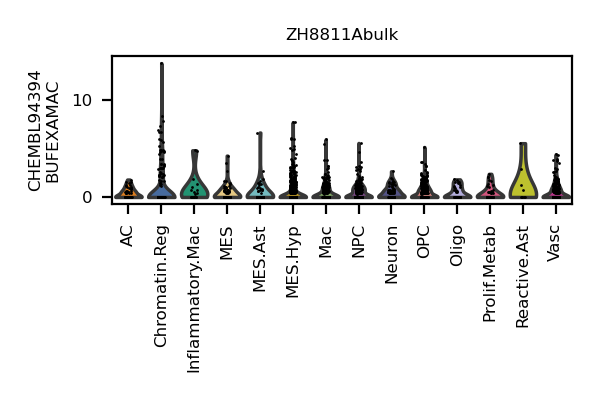 ZH8811Abulk
CHEMBL94394
BUFEXAMAC
10
0
AC
Chromatin.Reg
Inflammatory.Mac
MES
MES.Ast
MES.Hyp
Mac
NPC
Neuron
OPC
Oligo
Prolif.Metab
Reactive.Ast
Vasc